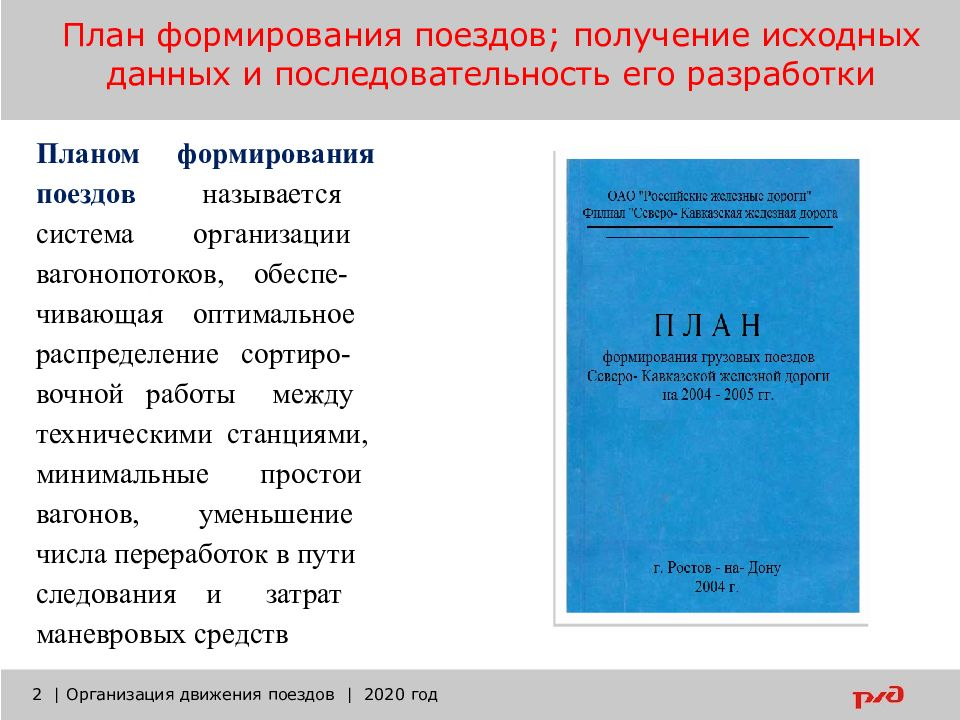 План формирования поездов; получение исходных
данных и последовательность его разработки
Планом формирования
поездов называется
система организации
вагонопотоков, обеспе-
чивающая оптимальное
распределение сортиро-
вочной работы между
техническими станциями,
минимальные простои
вагонов, уменьшение
числа переработок в пути
следования и затрат
маневровых средств
ОАО "Российские железные дороги"
Филиал "Северо- Кавказская железная дорога
П Л А Н
формирования грузовых поездов
Северо- Кавказской железной дороги
на 2004 - 2005 гг.
г. Ростов - на- Дону
2004 г.
2 | Организация движения поездов | 2020 год
РЖД